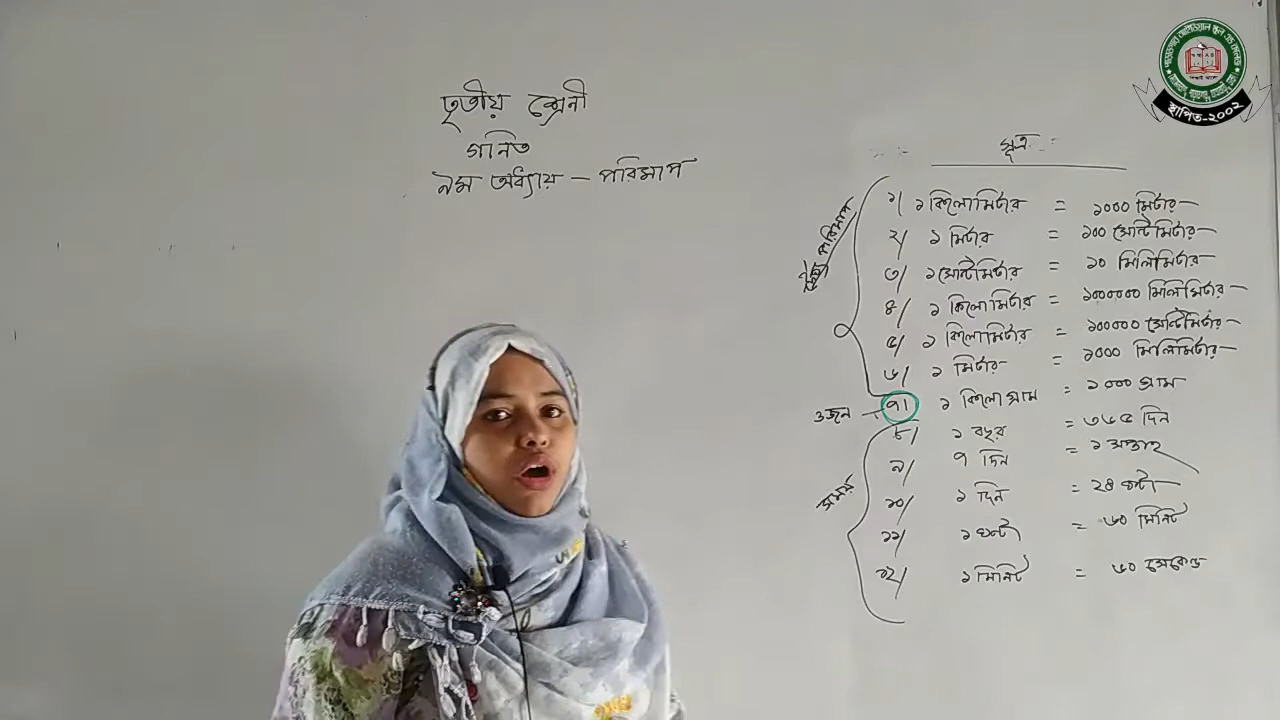 তৃতীয় শ্রেনী
গনিত
৯ম অধ্যায় – পরিমাপ
সূত্র
১/ ১ কিলোমিটার = ১০০০ মিটার
২/ ১ মিটার = ১০০ সেন্টিমিটার
৩/ ১ সেন্টিমিটার = ১০ মিলিমিটার
৪/ ১ কিলোমিটার = ১০০০০০০ মিলিমিটার
৫/ ১ কিলোমিটার = ১০০০০০ সেন্টিমিটার
৬/ ১ মিটার = ১০০০ মিলিমিটার
ওজন – ৭। ১ কিলোগ্রাম = ১০০০ গ্রাম
৮/ ১ বছর = ৩৬৫ দিন
৯/ ৭ দিন = ১ সপ্তাহ
১০/ ১ দিন = ২৪ ঘন্টা
১১/ ১ ঘন্টা = ৬০ মিনিট
১২/ ১ মিনিট = ৬০ সেকেন্ড
পরিমাপ
সময়
স্থাপিত-২০০২